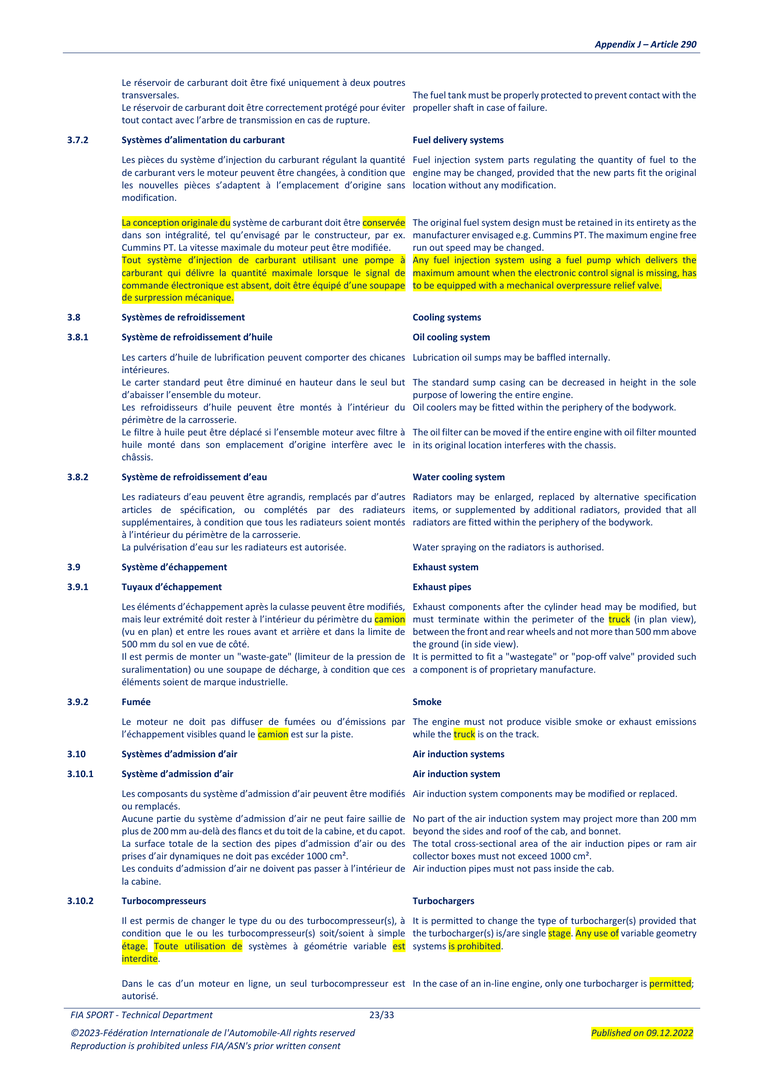 Appendix J – Article 290
Le réservoir de carburant doit être fixé uniquement à deux poutres
transversales.
Le réservoir de carburant doit être correctement protégé pour éviter
tout contact avec l'arbre de transmission en cas de rupture.
The fuel tank must be properly protected to prevent contact with the
propeller shaft in case of failure.
3.7.2 Systèmes d'alimentation du carburant Fuel delivery systems
Les pièces du système d'injection du carburant régulant la quantité
de carburant vers le moteur peuvent être changées, à condition que
les nouvelles pièces s'adaptent à l'emplacement d'origine sans
modification.
Fuel injection system parts regulating the quantity of fuel to the
engine may be changed, provided that the new parts fit the original
location without any modification.
La conception originale du système de carburant doit être conservée
dans son intégralité, tel qu'envisagé par le constructeur, par ex.
Cummins PT. La vitesse maximale du moteur peut être modifiée.
Tout système d'injection de carburant utilisant une pompe à
carburant qui délivre la quantité maximale lorsque le signal de
commande électronique est absent, doit être équipé d'une soupape
de surpression mécanique.
The original fuel system design must be retained in its entirety as the
manufacturer envisaged e.g. Cummins PT. The maximum engine free
run out speed may be changed.
Any fuel injection system using a fuel pump which delivers the
maximum amount when the electronic control signal is missing, has
to be equipped with a mechanical overpressure relief valve.
3.8 Systèmes de refroidissement Cooling systems
3.8.1 Système de refroidissement d'huile Oil cooling system
Les carters d'huile de lubrification peuvent comporter des chicanes
intérieures.
Lubrication oil sumps may be baffled internally.
Le carter standard peut être diminué en hauteur dans le seul but
d'abaisser l'ensemble du moteur.
The standard sump casing can be decreased in height in the sole
purpose of lowering the entire engine.
Les refroidisseurs d'huile peuvent être montés à l'intérieur du
périmètre de la carrosserie.
Oil coolers may be fitted within the periphery of the bodywork.
Le filtre à huile peut être déplacé si l'ensemble moteur avec filtre à
huile monté dans son emplacement d'origine interfère avec le
châssis.
The oil filter can be moved if the entire engine with oil filter mounted
in its original location interferes with the chassis.
3.8.2 Système de refroidissement d'eau Water cooling system
Les radiateurs d'eau peuvent être agrandis, remplacés par d'autres
articles de spécification, ou complétés par des radiateurs
supplémentaires, à condition que tous les radiateurs soient montés
à l'intérieur du périmètre de la carrosserie.
La pulvérisation d'eau sur les radiateurs est autorisée.
Radiators may be enlarged, replaced by alternative specification
items, or supplemented by additional radiators, provided that all
radiators are fitted within the periphery of the bodywork.
Water spraying on the radiators is authorised.
3.9 Système d'échappement Exhaust system
3.9.1 Tuyaux d'échappement Exhaust pipes
Les éléments d'échappement après la culasse peuvent être modifiés,
mais leur extrémité doit rester à l'intérieur du périmètre du camion
(vu en plan) et entre les roues avant et arrière et dans la limite de
500 mm du sol en vue de côté.
Il est permis de monter un "waste-gate" (limiteur de la pression de
suralimentation) ou une soupape de décharge, à condition que ces
éléments soient de marque industrielle.
Exhaust components after the cylinder head may be modified, but
must terminate within the perimeter of the truck (in plan view),
between the front and rear wheels and not more than 500 mm above
the ground (in side view).
It is permitted to fit a "wastegate" or "pop-off valve" provided such
a component is of proprietary manufacture.
3.9.2 Fumée Smoke
Le moteur ne doit pas diffuser de fumées ou d'émissions par
l'échappement visibles quand le camion est sur la piste.
The engine must not produce visible smoke or exhaust emissions
while the truck is on the track.
3.10 Systèmes d'admission d'air Air induction systems
3.10.1 Système d'admission d'air Air induction system
Les composants du système d'admission d'air peuvent être modifiés
ou remplacés.
Air induction system components may be modified or replaced.
Aucune partie du système d'admission d'air ne peut faire saillie de
plus de 200 mm au-delà des flancs et du toit de la cabine, et du capot.
No part of the air induction system may project more than 200 mm
beyond the sides and roof of the cab, and bonnet.
La surface totale de la section des pipes d'admission d'air ou des
prises d'air dynamiques ne doit pas excéder 1000 cm².
The total cross-sectional area of the air induction pipes or ram air
collector boxes must not exceed 1000 cm².
Les conduits d'admission d'air ne doivent pas passer à l'intérieur de
la cabine.
Air induction pipes must not pass inside the cab.
3.10.2 Turbocompresseurs Turbochargers
Il est permis de changer le type du ou des turbocompresseur(s), à
condition que le ou les turbocompresseur(s) soit/soient à simple
étage. Toute utilisation de systèmes à géométrie variable est
interdite.
It is permitted to change the type of turbocharger(s) provided that
the turbocharger(s) is/are single stage. Any use of variable geometry
systems is prohibited.
Dans le cas d'un moteur en ligne, un seul turbocompresseur est
autorisé.
In the case of an in-line engine, only one turbocharger is permitted;
FIA SPORT - Technical Department 23/33
©2023-Fédération Internationale de l'Automobile-All rights reserved
Reproduction is prohibited unless FIA/ASN's prior written consent
Published on 09.12.2022